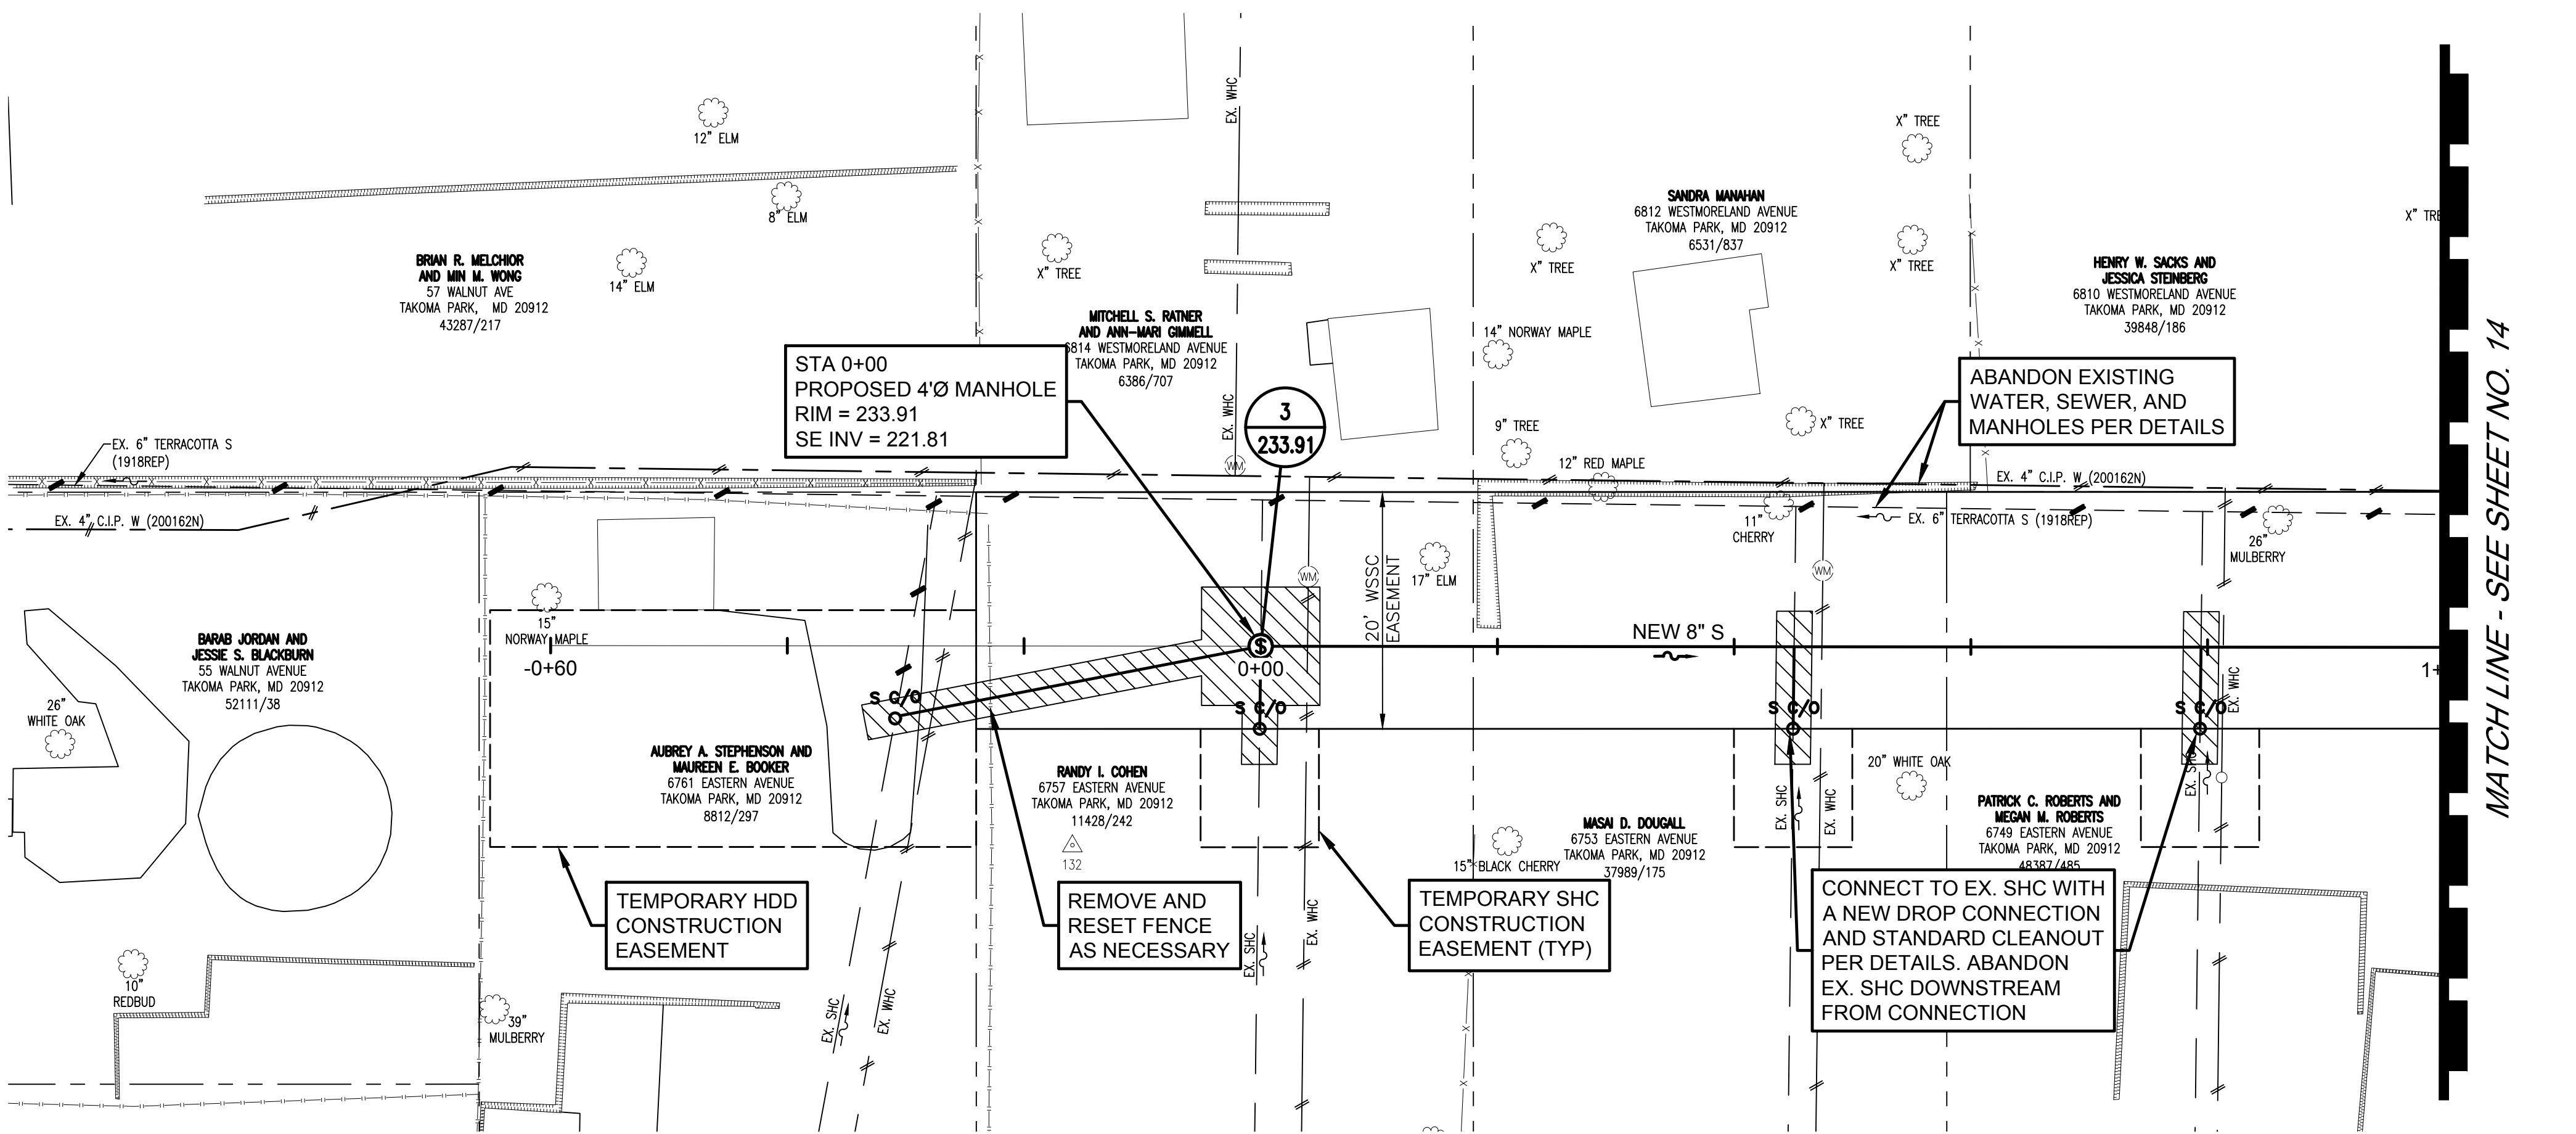 12" ELM
8" ELM
14" ELM
BRIAN R. MELCHIOR
AND MIN M. WONG
57 WALNUT AVE
TAKOMA PARK, MD 20912
43287/217
EX. WHC
X" TREE
MITCHELL S. RATNER
AND ANN-MARI GIMMELL
6814 WESTMORELAND AVENUE
TAKOMA PARK, MD 20912
6386/707
EX. WHC
WM
STA 0+00
PROPOSED 4'Ø MANHOLE
RIM = 233.91
SE INV = 221.81
3
233.91
SANDRA MANAHAN
6812 WESTMORELAND AVENUE
TAKOMA PARK, MD 20912
6531/837
X" TREE
X" TREE
X" TREE
14" NORWAY MAPLE
9" TREE
X" TREE
12" RED MAPLE
11"
CHERRY
HENRY W. SACKS AND
JESSICA STEINBERG
6810 WESTMORELAND AVENUE
TAKOMA PARK, MD 20912
39848/186
X" TRE
ABANDON EXISTING
WATER, SEWER, AND
MANHOLES PER DETAILS
EX. 4" C.I.P. W (200162N)
EX. 6" TERRACOTTA S (1918REP)
26"
MULBERRY
EX. 6" TERRACOTTA S
(1918REP)
EX. 4" C.I.P. W (200162N)
BARAB JORDAN AND
JESSIE S. BLACKBURN
55 WALNUT AVENUE
TAKOMA PARK, MD 20912
52111/38
26"
WHITE OAK
10"
REDBUD
15"
NORWAY MAPLE
-0+60
S C/O
AUBREY A. STEPHENSON AND
MAUREEN E. BOOKER
6761 EASTERN AVENUE
TAKOMA PARK, MD 20912
8812/297
TEMPORARY HDD
CONSTRUCTION
EASEMENT
39"
MULBERRY
EX. SHC
EX. WHC
S
0+00
S C/O
WM
17" ELM
20' WSSC
EASEMENT
NEW 8" S
RANDY I. COHEN
6757 EASTERN AVENUE
TAKOMA PARK, MD 20912
11428/242
132
REMOVE AND
RESET FENCE
AS NECESSARY
EX. SHC
EX. WHC
TEMPORARY SHC
CONSTRUCTION
EASEMENT (TYP)
15" BLACK CHERRY
MASAI D. DOUGALL
6753 EASTERN AVENUE
TAKOMA PARK, MD 20912
37989/175
WM
S C/O
EX. SHC
EX. WHC
20" WHITE OAK
PATRICK C. ROBERTS AND
MEGAN M. ROBERTS
6749 EASTERN AVENUE
TAKOMA PARK, MD 20912
48387/485
S C/O
EX. SHC
EX. WHC
1+
CONNECT TO EX. SHC WITH
A NEW DROP CONNECTION
AND STANDARD CLEANOUT
PER DETAILS. ABANDON
EX. SHC DOWNSTREAM
FROM CONNECTION
MATCH LINE - SEE SHEET NO. 14